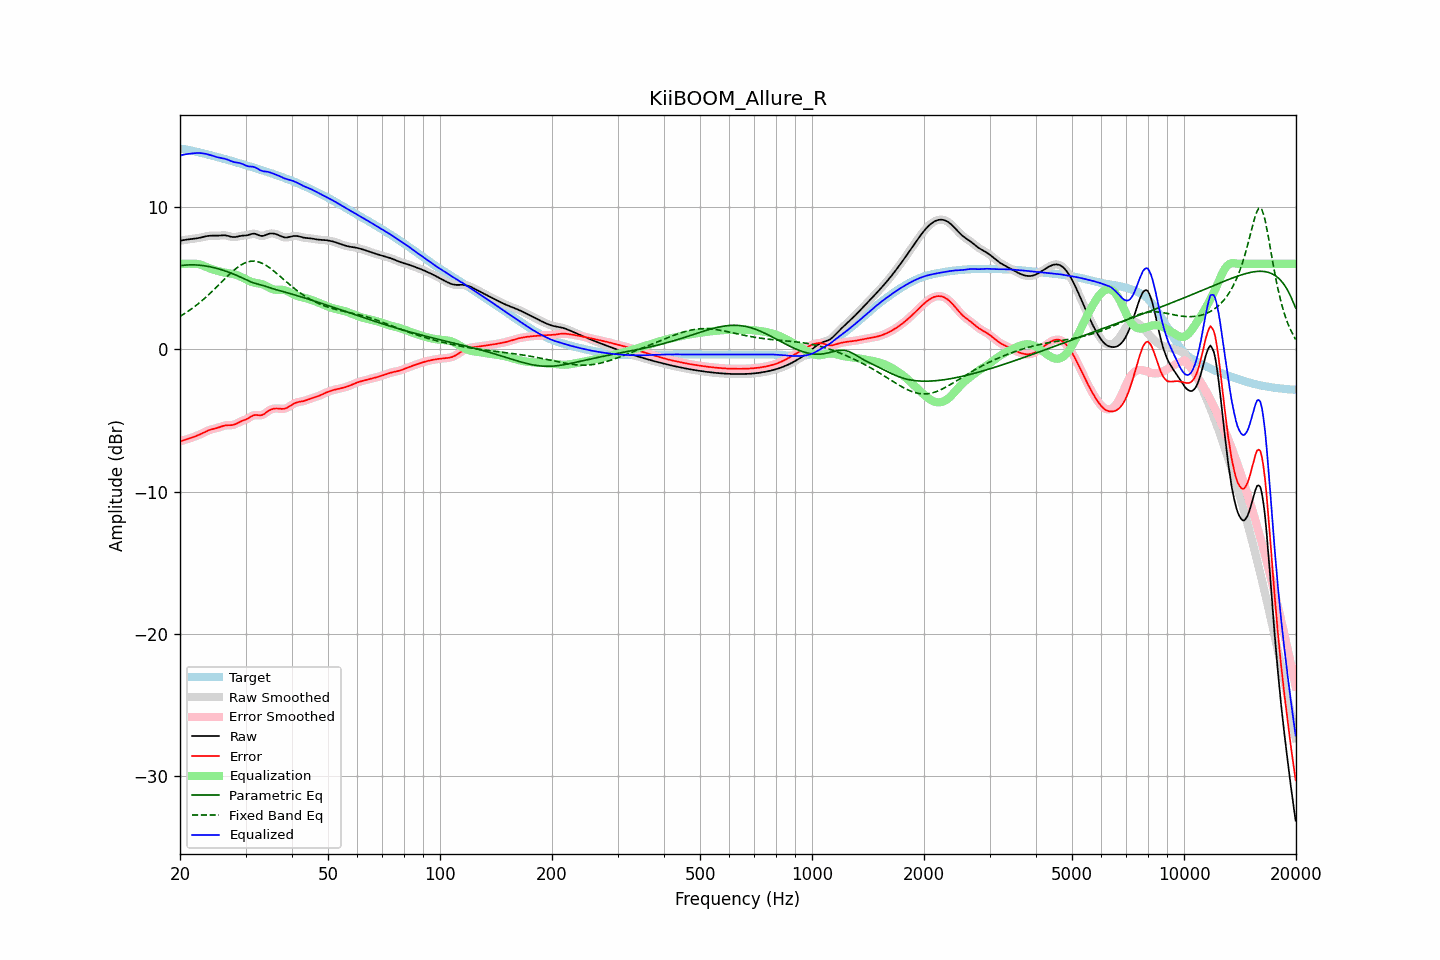 KiiBOOM_Allure_R
Amplitude (dBr)
10
0
−10
−20
−30
Target
Raw Smoothed
Error Smoothed
Raw
Error
Equalization
Parametric Eq
Fixed Band Eq
Equalized
20 50 100 200 500 1000 2000 5000 10000 20000
Frequency (Hz)